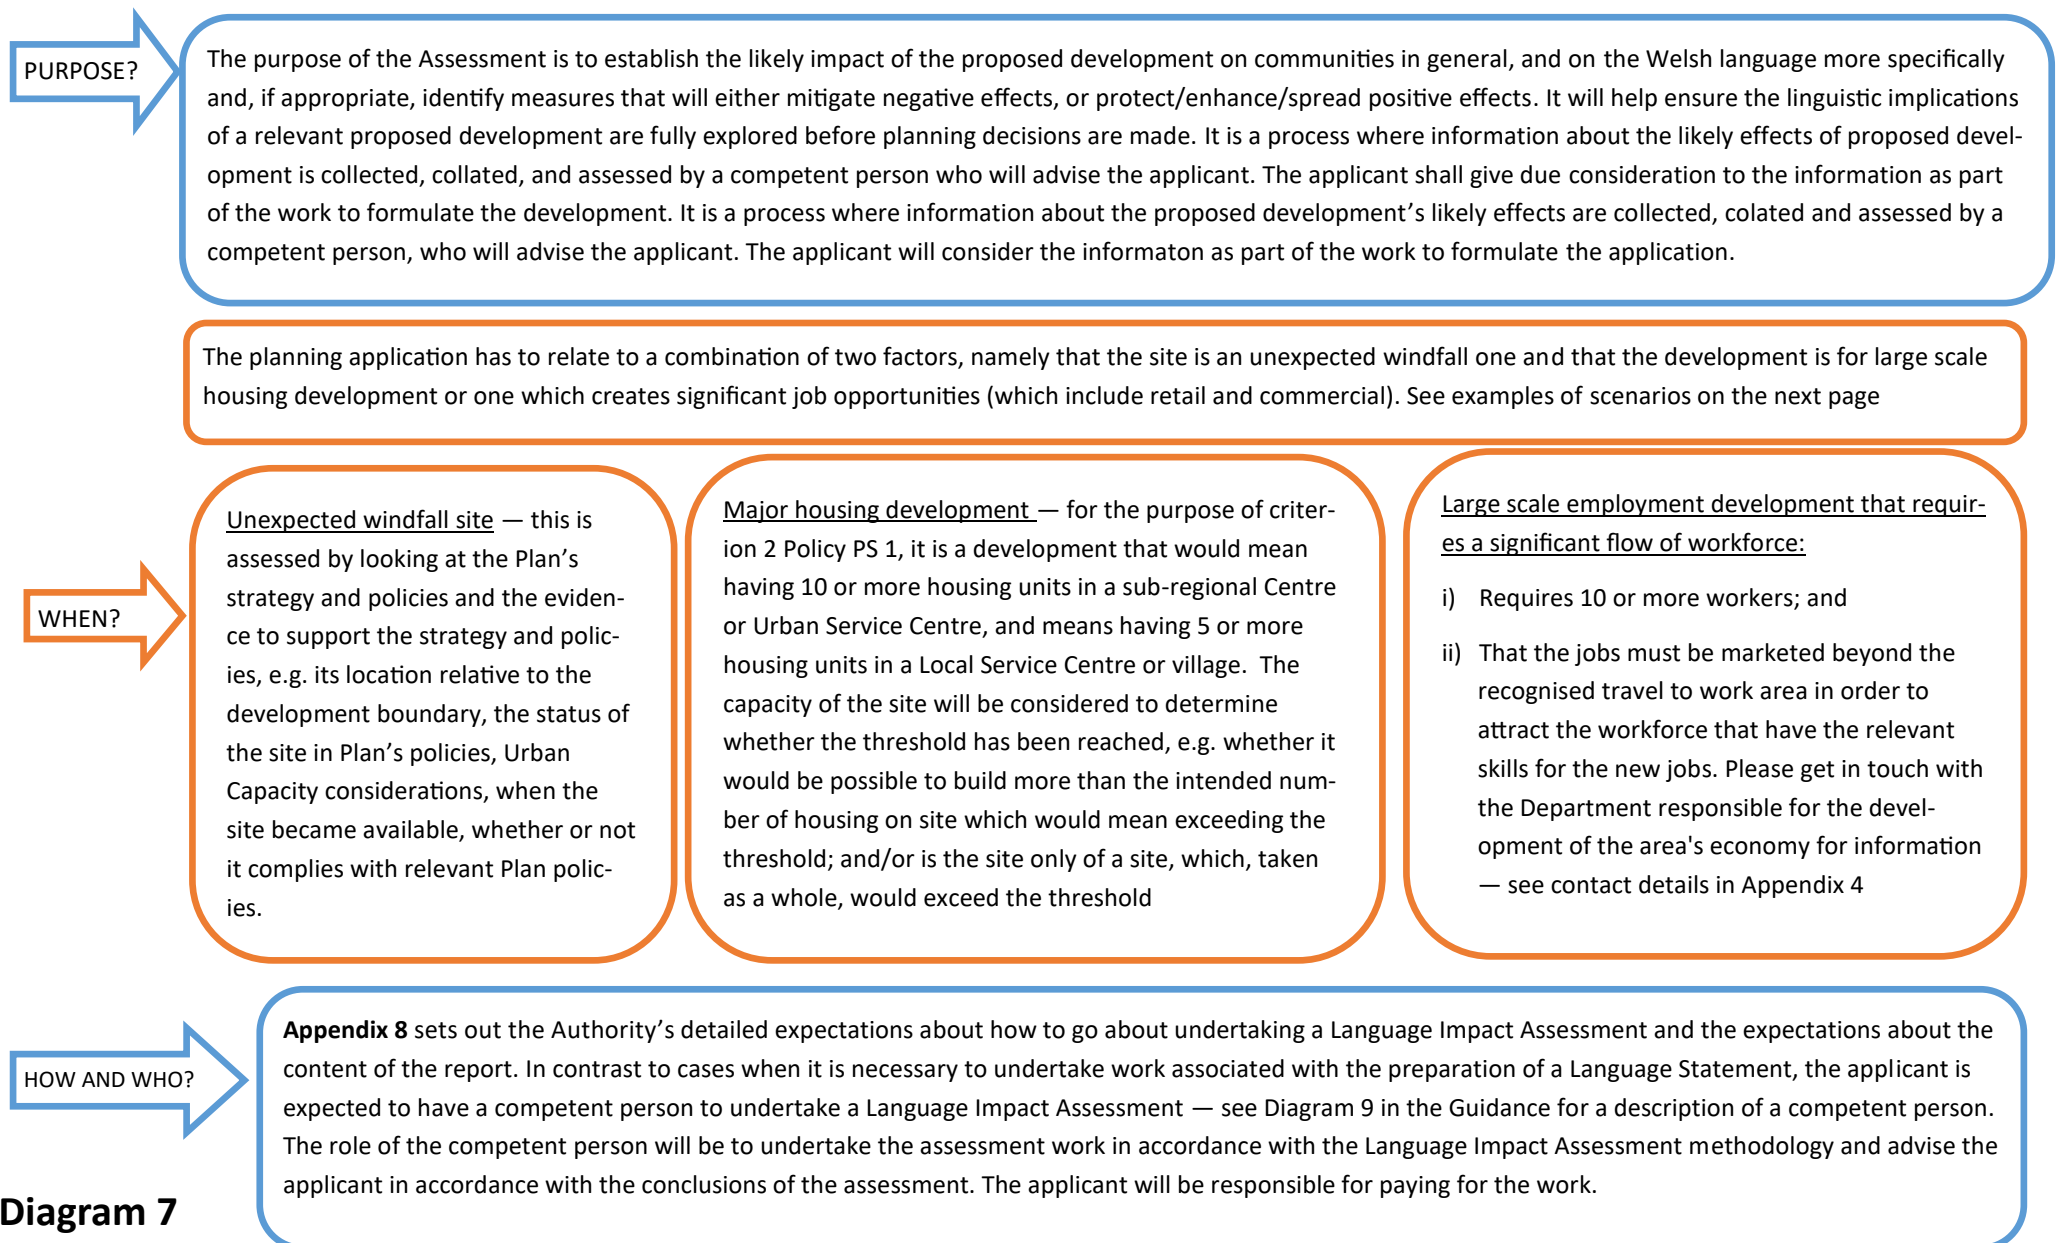 PURPOSE?
The purpose of the Assessment is to establish the likely impact of the proposed development on communities in general, and on the Welsh language more specifically
and, if appropriate, identify measures that will either mitigate negative effects, or protect/enhance/spread positive effects. It will help ensure the linguistic implications
of a relevant proposed development are fully explored before planning decisions are made. It is a process where information about the likely effects of proposed devel-
opment is collected, collated, and assessed by a competent person who will advise the applicant. The applicant shall give due consideration to the information as part
of the work to formulate the development. It is a process where information about the proposed development’s likely effects are collected, colated and assessed by a
competent person, who will advise the applicant. The applicant will consider the informaton as part of the work to formulate the application.
The planning application has to relate to a combination of two factors, namely that the site is an unexpected windfall one and that the development is for large scale
housing development or one which creates significant job opportunities (which include retail and commercial). See examples of scenarios on the next page
WHEN?
Unexpected windfall site — this is
assessed by looking at the Plan’s
strategy and policies and the eviden-
ce to support the strategy and polic-
ies, e.g. its location relative to the
development boundary, the status of
the site in Plan’s policies, Urban
Capacity considerations, when the
site became available, whether or not
it complies with relevant Plan polic-
ies.
Major housing development — for the purpose of criter-
ion 2 Policy PS 1, it is a development that would mean
having 10 or more housing units in a sub-regional Centre
or Urban Service Centre, and means having 5 or more
housing units in a Local Service Centre or village. The
capacity of the site will be considered to determine
whether the threshold has been reached, e.g. whether it
would be possible to build more than the intended num-
ber of housing on site which would mean exceeding the
threshold; and/or is the site only of a site, which, taken
as a whole, would exceed the threshold
Large scale employment development that requir-
es a significant flow of workforce:
i) Requires 10 or more workers; and
ii) That the jobs must be marketed beyond the
recognised travel to work area in order to
attract the workforce that have the relevant
skills for the new jobs. Please get in touch with
the Department responsible for the devel-
opment of the area's economy for information
— see contact details in Appendix 4
HOW AND WHO?
Appendix 8 sets out the Authority’s detailed expectations about how to go about undertaking a Language Impact Assessment and the expectations about the
content of the report. In contrast to cases when it is necessary to undertake work associated with the preparation of a Language Statement, the applicant is
expected to have a competent person to undertake a Language Impact Assessment — see Diagram 9 in the Guidance for a description of a competent person.
The role of the competent person will be to undertake the assessment work in accordance with the Language Impact Assessment methodology and advise the
applicant in accordance with the conclusions of the assessment. The applicant will be responsible for paying for the work.
Diagram 7